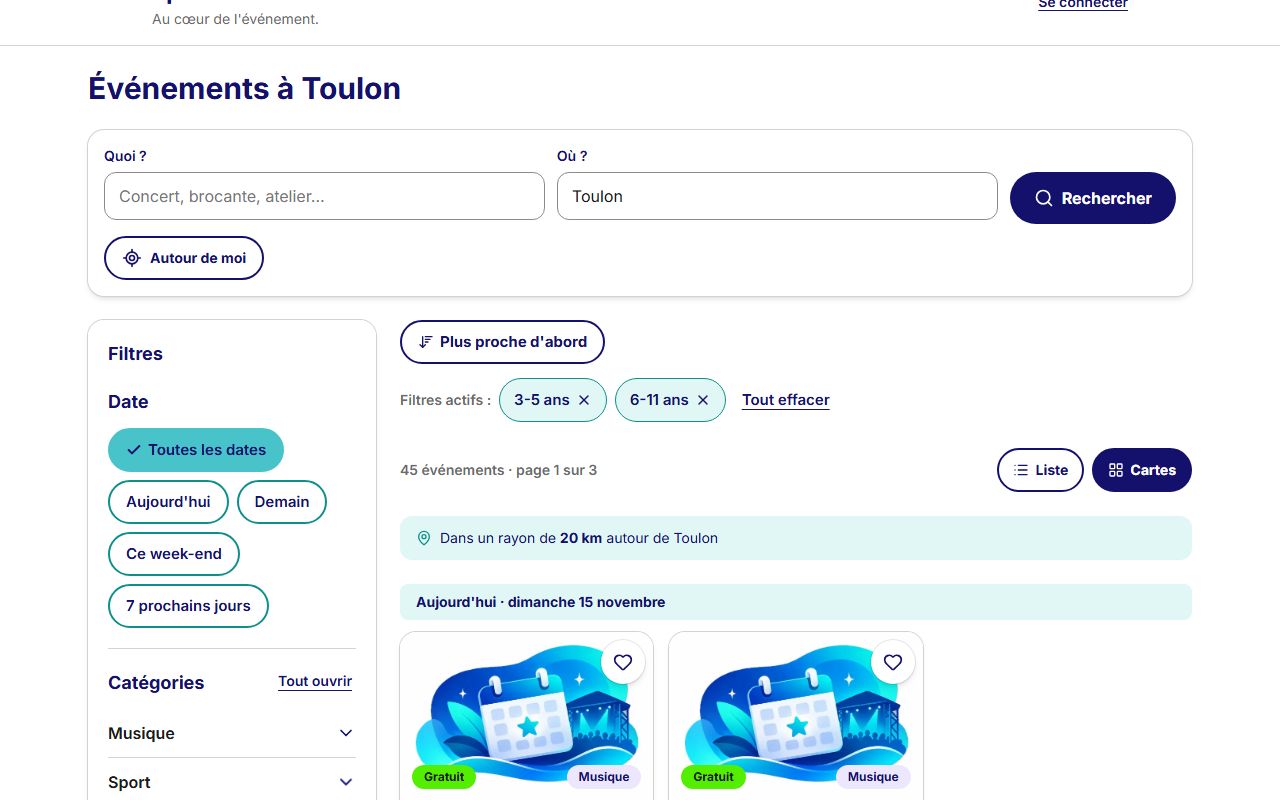 Au cœur de l'événement.
Se connecter
Événements à Toulon
Quoi ?
Où ?
Concert, brocante, atelier...
Toulon
Rechercher
Autour de moi
Filtres
Date
Toutes les dates
Aujourd'hui
Demain
Ce week-end
7 prochains jours
Catégories
Tout ouvrir
Musique
Sport
Plus proche d'abord
Filtres actifs :
3-5 ans
6-11 ans
Tout effacer
45 événements · page 1 sur 3
Liste
Cartes
Dans un rayon de 20 km autour de Toulon
Aujourd'hui · dimanche 15 novembre
Gratuit
Musique
Gratuit
Musique